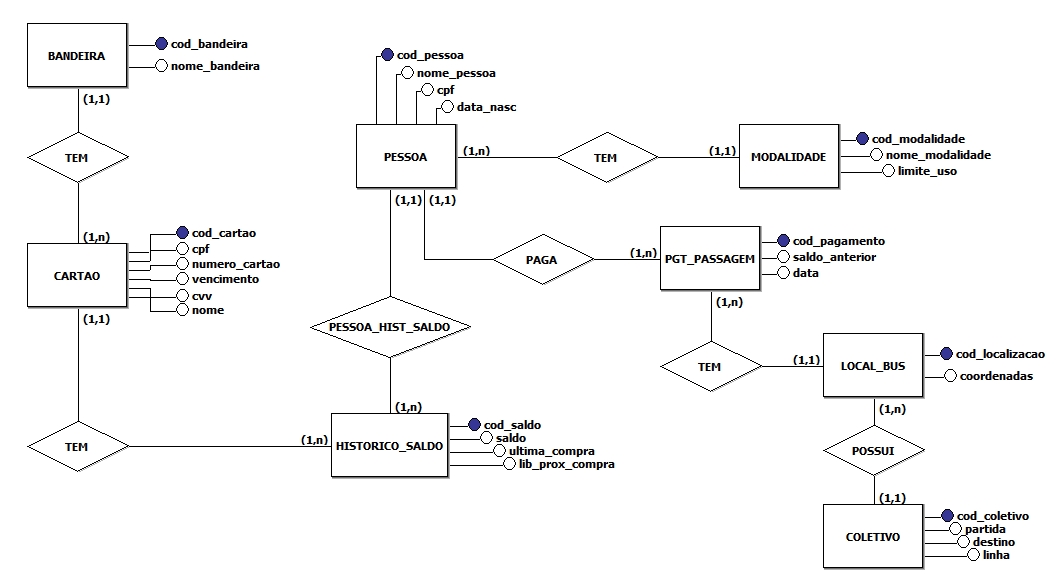 BANDEIRA
cod_bandeira
nome_bandeira
(1,1)
TEM
(1,n)
CARTAO
cod_cartao
cpf
numero_cartao
vencimento
cvv
nome
(1,1)
TEM
(1,n)
HISTORICO_SALDO
cod_saldo
saldo
ultima_compra
lib_prox_compra
(1,n)
PESSOA_HIST_SALDO
(1,1)
cod_pessoa
nome_pessoa
cpf
data_nasc
PESSOA
(1,n)
TEM
(1,1)
MODALIDADE
cod_modalidade
nome_modalidade
limite_uso
(1,1)
PAGA
(1,n)
PGT_PASSAGEM
cod_pagamento
saldo_anterior
data
(1,n)
TEM
(1,1)
LOCAL_BUS
cod_localizacao
coordenadas
(1,n)
POSSUI
(1,1)
COLETIVO
cod_coletivo
partida
destino
linha